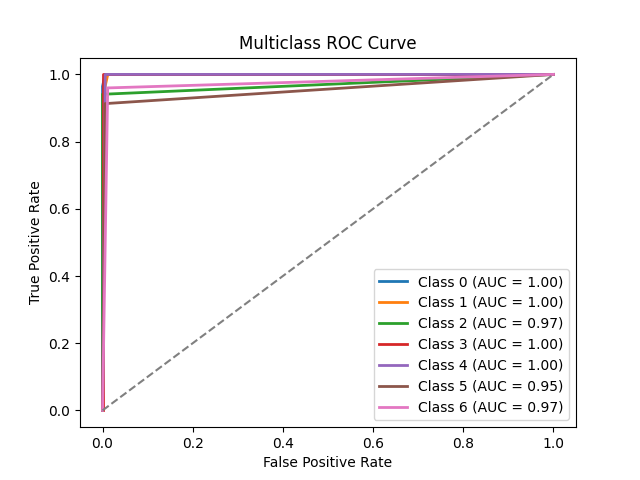 Multiclass ROC Curve
True Positive Rate
1.0
0.8
0.6
0.4
0.2
0.0
Class 0 (AUC = 1.00)
Class 1 (AUC = 1.00)
Class 2 (AUC = 0.97)
Class 3 (AUC = 1.00)
Class 4 (AUC = 1.00)
Class 5 (AUC = 0.95)
Class 6 (AUC = 0.97)
0.0 0.2 0.4 0.6 0.8 1.0
False Positive Rate